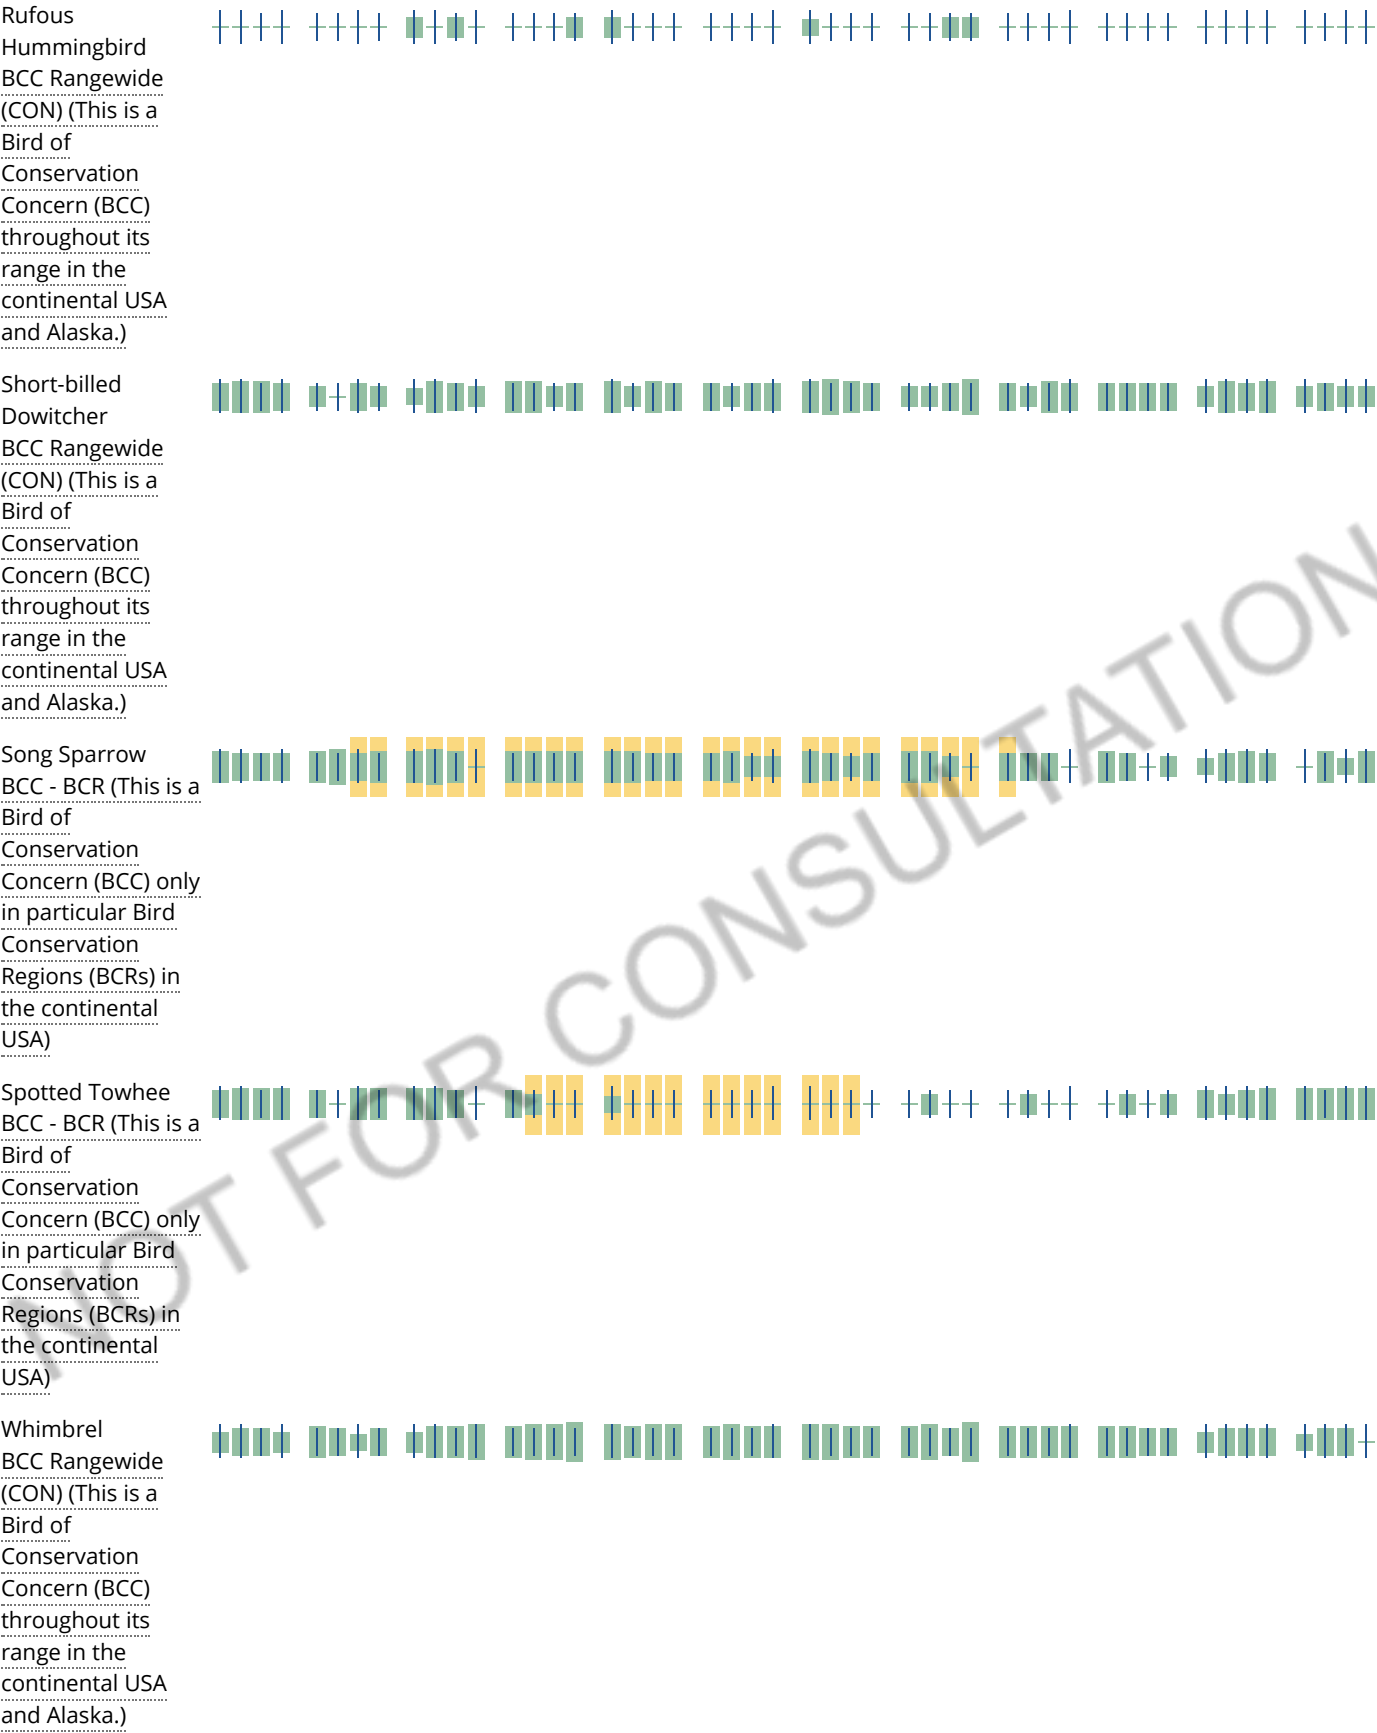 Rufous
Hummingbird
BCC Rangewide
(CON) (This is a
Bird of
Conservation
Concern (BCC)
throughout its
range in the
continental USA
and Alaska.)
Short-billed
Dowitcher
BCC Rangewide
(CON) (This is a
Bird of
Conservation
Concern (BCC)
throughout its
range in the
continental USA
and Alaska.)
Song Sparrow
BCC - BCR (This is a
Bird of
Conservation
Concern (BCC) only
in particular Bird
Conservation
Regions (BCRs) in
the continental
USA)
Spotted Towhee
BCC - BCR (This is a
Bird of
Conservation
Concern (BCC) only
in particular Bird
Conservation
Regions (BCRs) in
the continental
USA)
Whimbrel
BCC Rangewide
(CON) (This is a
Bird of
Conservation
Concern (BCC)
throughout its
range in the
continental USA
and Alaska.)
NOT FOR CONSULTATION